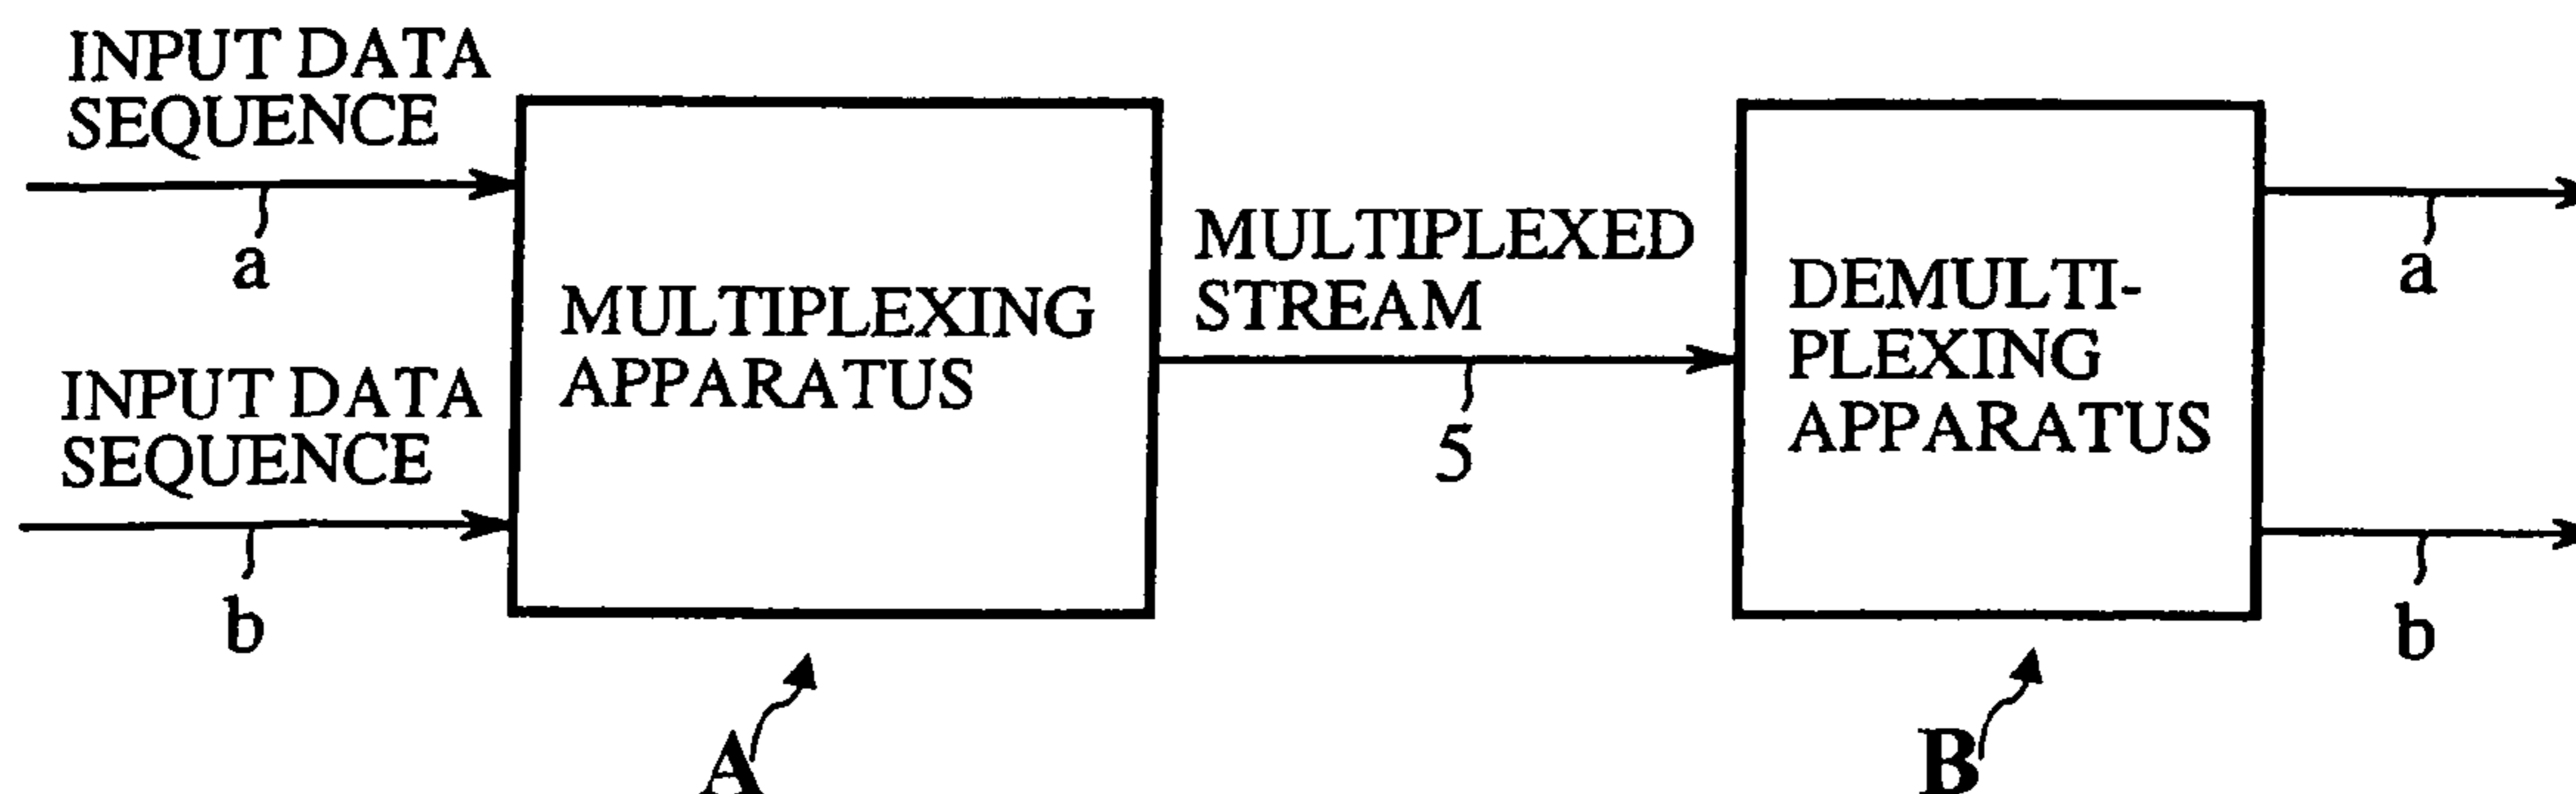 INPUT DATA
SEQUENCE
a
INPUT DATA
SEQUENCE
b
MULTIPLEXING
APPARATUS
A
MULTIPLEXED
STREAM
5
DEMULTI-
PLEXING
APPARATUS
B
a
b